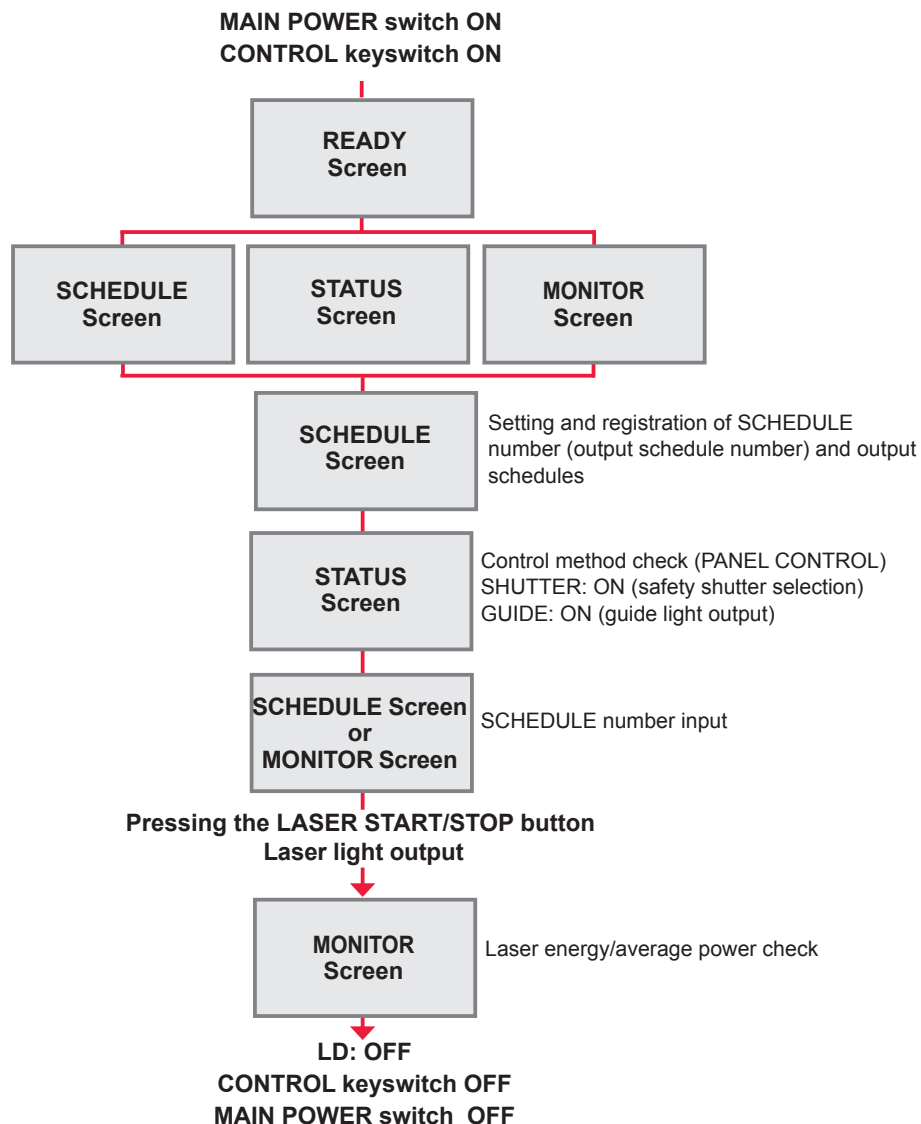 MAIN POWER switch ON
CONTROL keyswitch ON
READY
Screen
SCHEDULE
Screen
STATUS
Screen
MONITOR
Screen
SCHEDULE
Screen
Setting and registration of SCHEDULE
number (output schedule number) and output
schedules
STATUS
Screen
Control method check (PANEL CONTROL)
SHUTTER: ON (safety shutter selection)
GUIDE: ON (guide light output)
SCHEDULE Screen
or
MONITOR Screen
SCHEDULE number input
Pressing the LASER START/STOP button
Laser light output
MONITOR
Screen
Laser energy/average power check
LD: OFF
CONTROL keyswitch OFF
MAIN POWER switch OFF